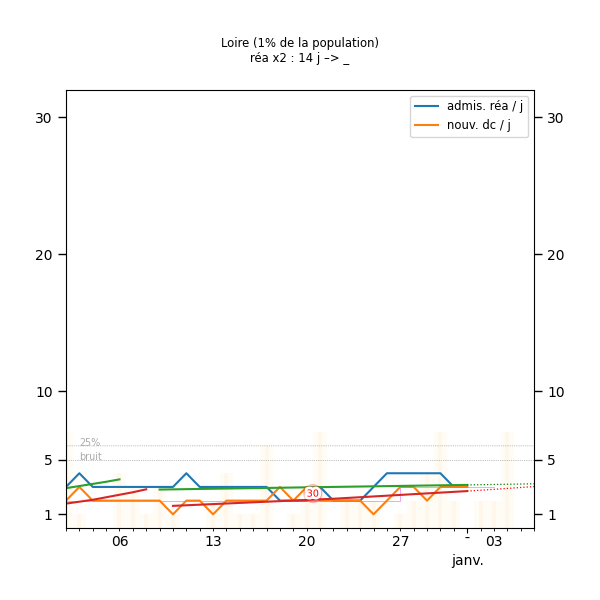 Loire (1% de la population)
réa x2 : 14 j –> _
admis. réa / j
nouv. dc / j
30 30
20 20
10 10
25%
bruit
5 5
30
1 1
06 13 20 27 - 03
janv.